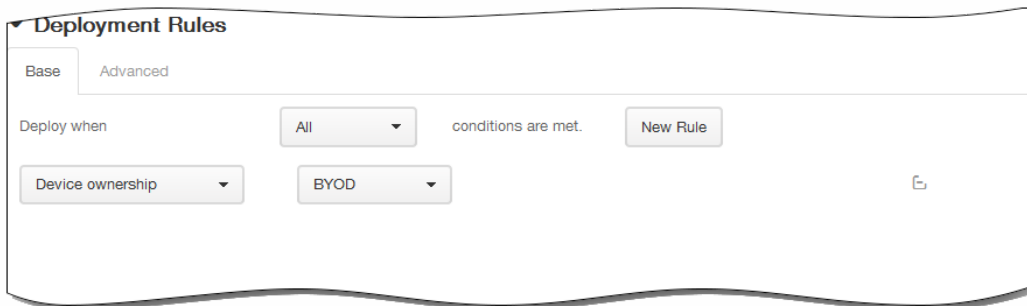 Deployment Rules
Base Advanced
Deploy when All conditions are met. New Rule
Device ownership BYOD